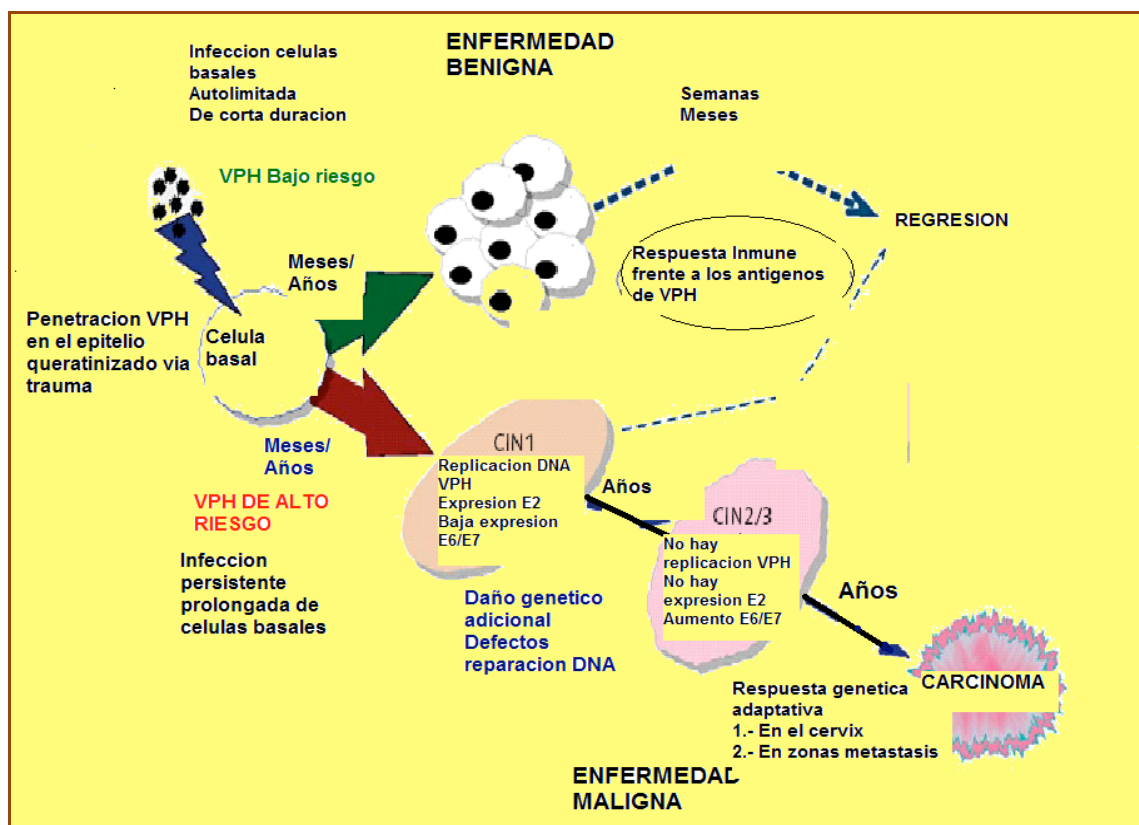 Infeccion celulas
basales
Autolimitada
De corta duracion
ENFERMEDAD
BENIGNA
Semanas
Meses
VPH Bajo riesgo
REGRESION
Meses/
Años
Respuesta Inmune
frente a los antigenos
de VPH
Penetracion VPH
en el epitelio
queratinizado via
trauma
Celula
basal
Meses/
Años
VPH DE ALTO
RIESGO
Infeccion
persistente
prolongada de
celulas basales
CIN1
Replicacion DNA
VPH
Expresion E2
Baja expresion
E6/E7
Años
CIN2/3
No hay
replicacion VPH
No hay
expresion E2
Aumento E6/E7
Años
Daño genetico
adicional
Defectos
reparacion DNA
CARCINOMA
Respuesta genetica
adaptativa
1.- En el cervix
2.- En zonas metastasis
ENFERMEDAD
MALIGNA